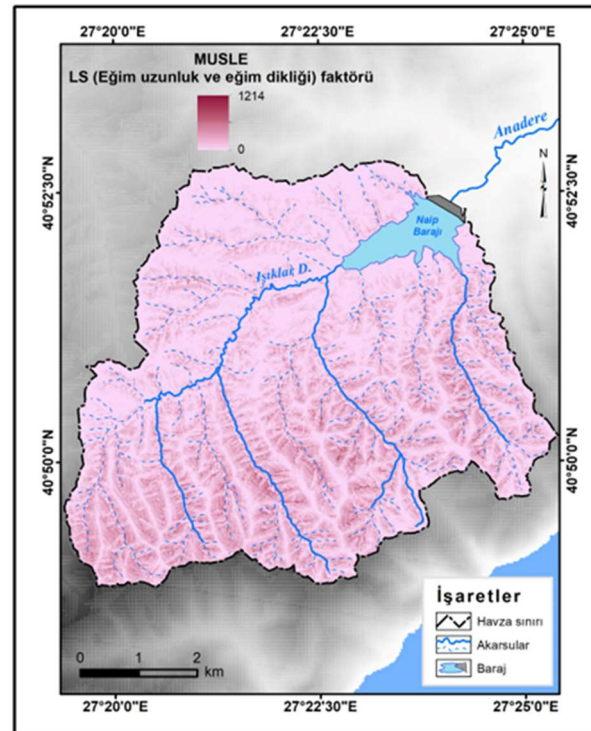 27°20'0"E 27°22'30"E 27°25'0"E
MUSLE
LS (Eğim uzunluk ve eğim dikliği) faktörü
1214
0
Anadere
N
40°52'30"N 40°52'30"N
Naip
Barajı
Işıklar D.
40°50'0"N 40°50'0"N
İşaretler
Havza sınırı
Akarsular
Baraj
0 1 2
km
27°20'0"E 27°22'30"E 27°25'0"E